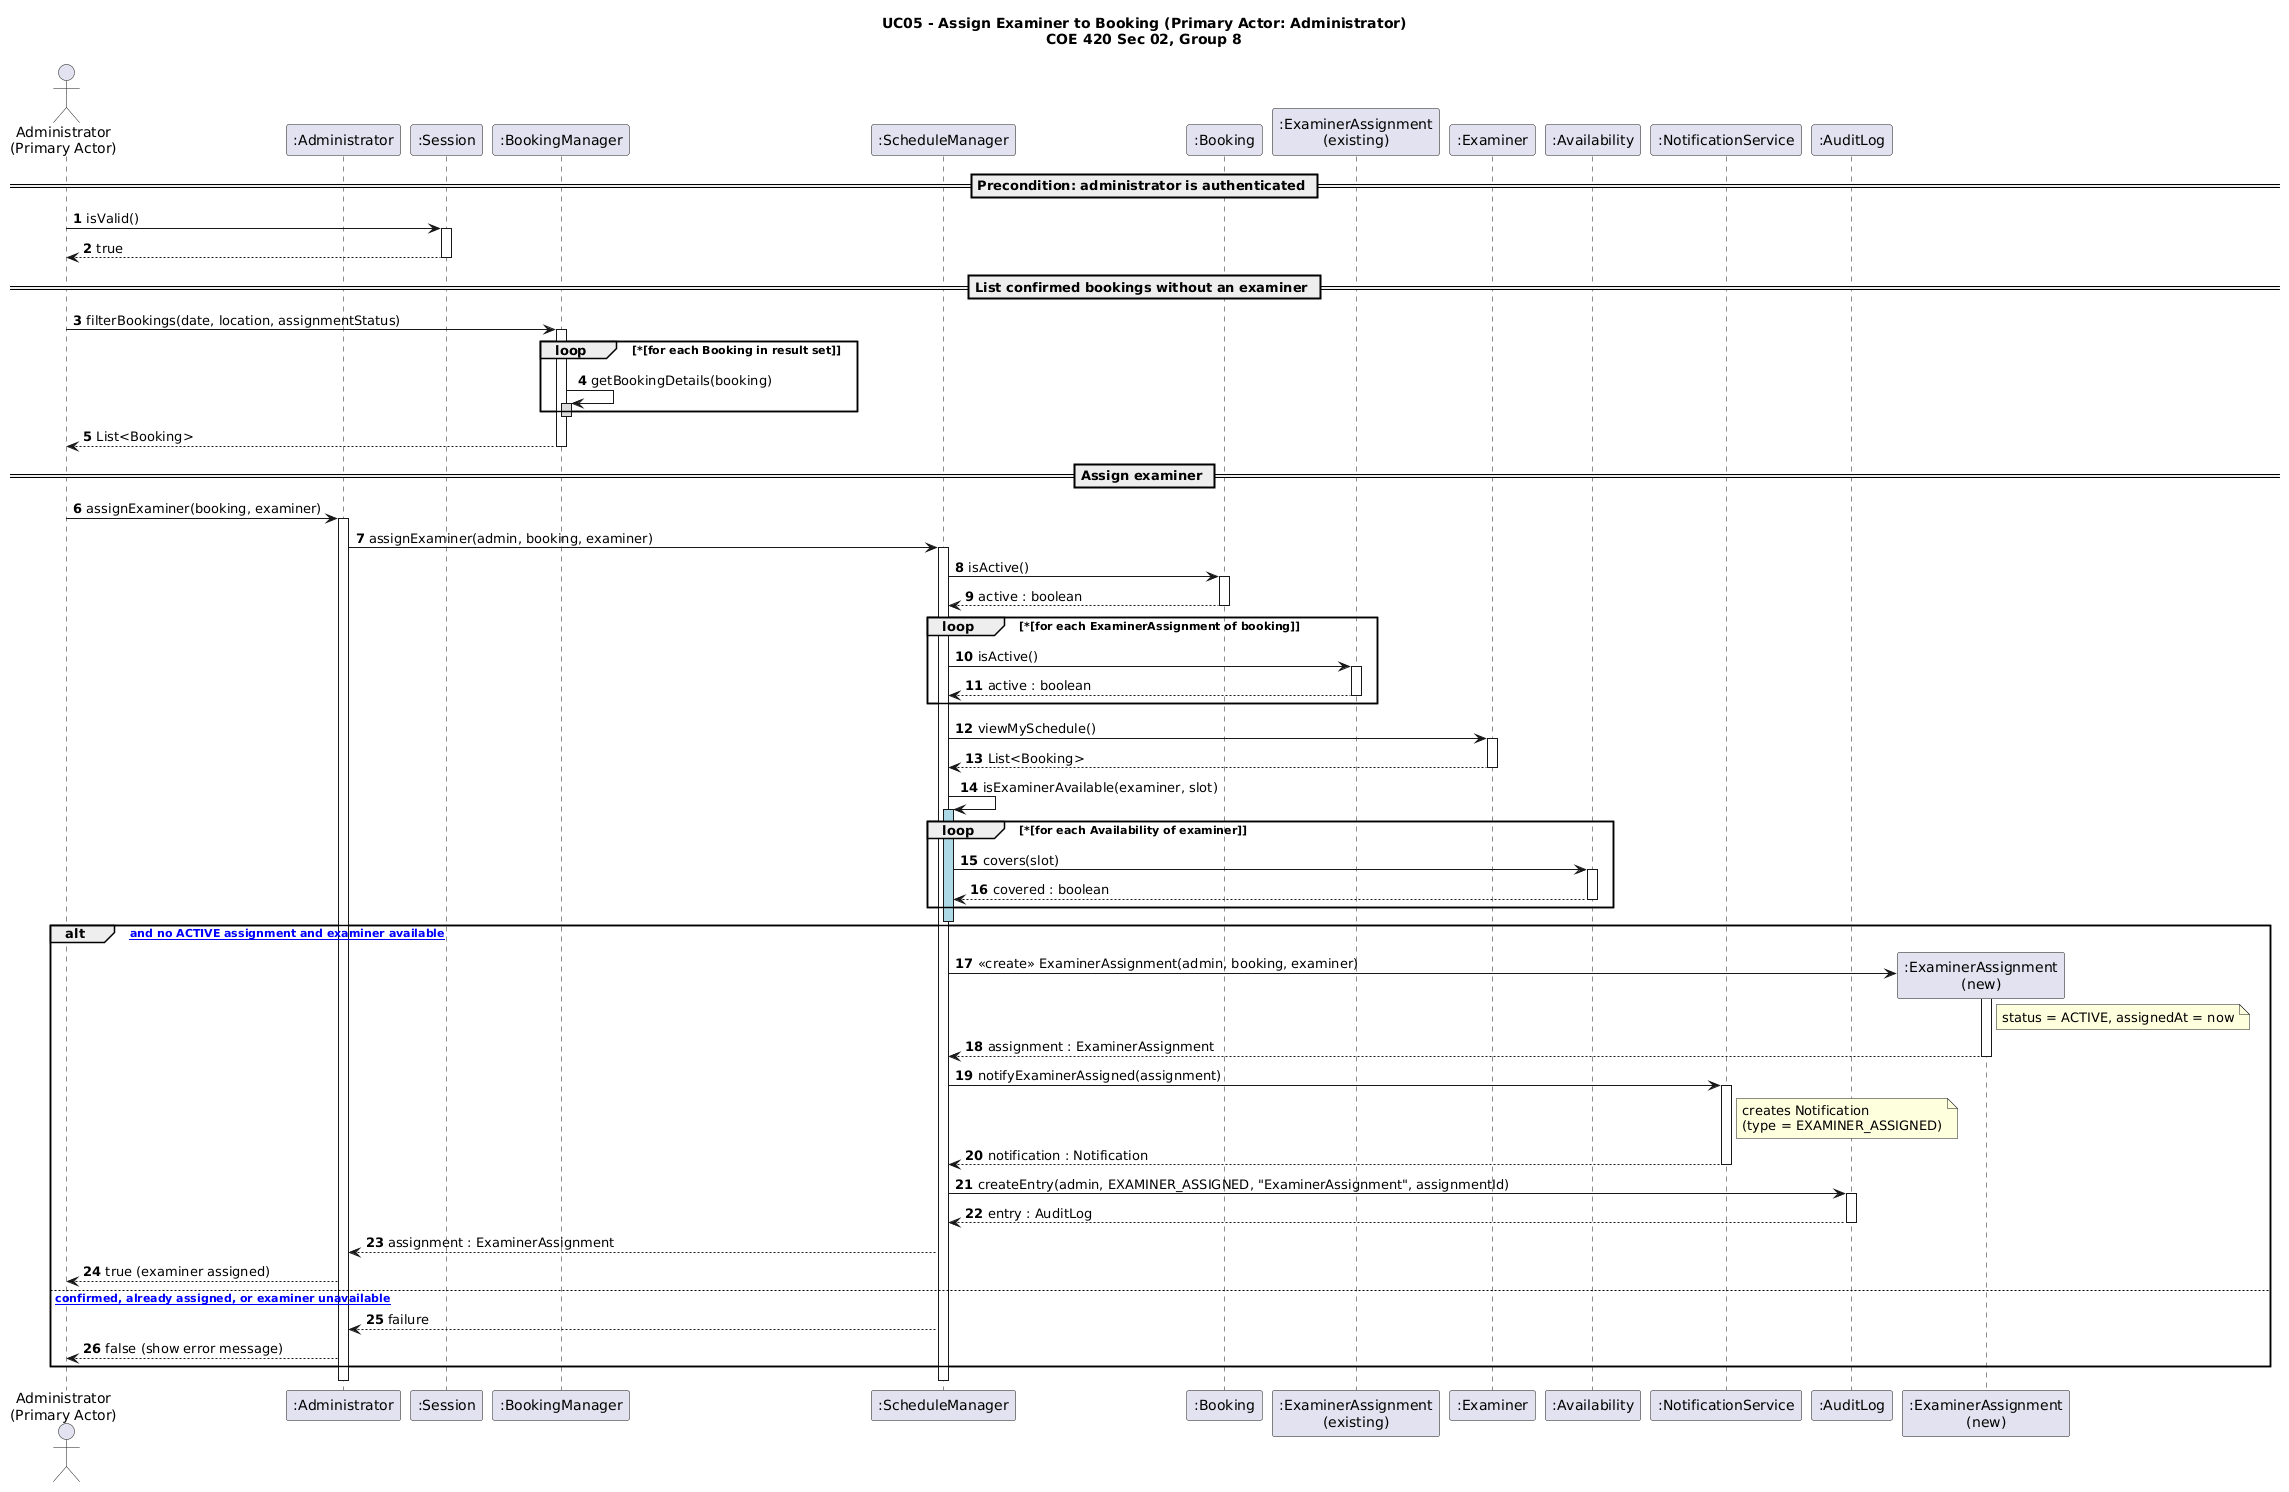 UC05 - Assign Examiner to Booking (Primary Actor: Administrator)
COE 420 Sec 02, Group 8
Administrator
(Primary Actor)
:Administrator
:Session
:BookingManager
:ScheduleManager
:Booking
:ExaminerAssignment
(existing)
:Examiner
:Availability
:NotificationService
:AuditLog
Precondition: administrator is authenticated
1 isValid()
2 true
List confirmed bookings without an examiner
3 filterBookings(date, location, assignmentStatus)
loop [*[for each Booking in result set]]
4 getBookingDetails(booking)
5 List<Booking>
Assign examiner
6 assignExaminer(booking, examiner)
7 assignExaminer(admin, booking, examiner)
8 isActive()
9 active : boolean
loop [*[for each ExaminerAssignment of booking]]
10 isActive()
11 active : boolean
12 viewMySchedule()
13 List<Booking>
14 isExaminerAvailable(examiner, slot)
loop [*[for each Availability of examiner]]
15 covers(slot)
16 covered : boolean
alt and no ACTIVE assignment and examiner available
17 «create» ExaminerAssignment(admin, booking, examiner)
:ExaminerAssignment
(new)
status = ACTIVE, assignedAt = now
18 assignment : ExaminerAssignment
19 notifyExaminerAssigned(assignment)
creates Notification
(type = EXAMINER_ASSIGNED)
20 notification : Notification
21 createEntry(admin, EXAMINER_ASSIGNED, "ExaminerAssignment", assignmentId)
22 entry : AuditLog
23 assignment : ExaminerAssignment
24 true (examiner assigned)
confirmed, already assigned, or examiner unavailable
25 failure
26 false (show error message)
Administrator
(Primary Actor)
:Administrator
:Session
:BookingManager
:ScheduleManager
:Booking
:ExaminerAssignment
(existing)
:Examiner
:Availability
:NotificationService
:AuditLog
:ExaminerAssignment
(new)